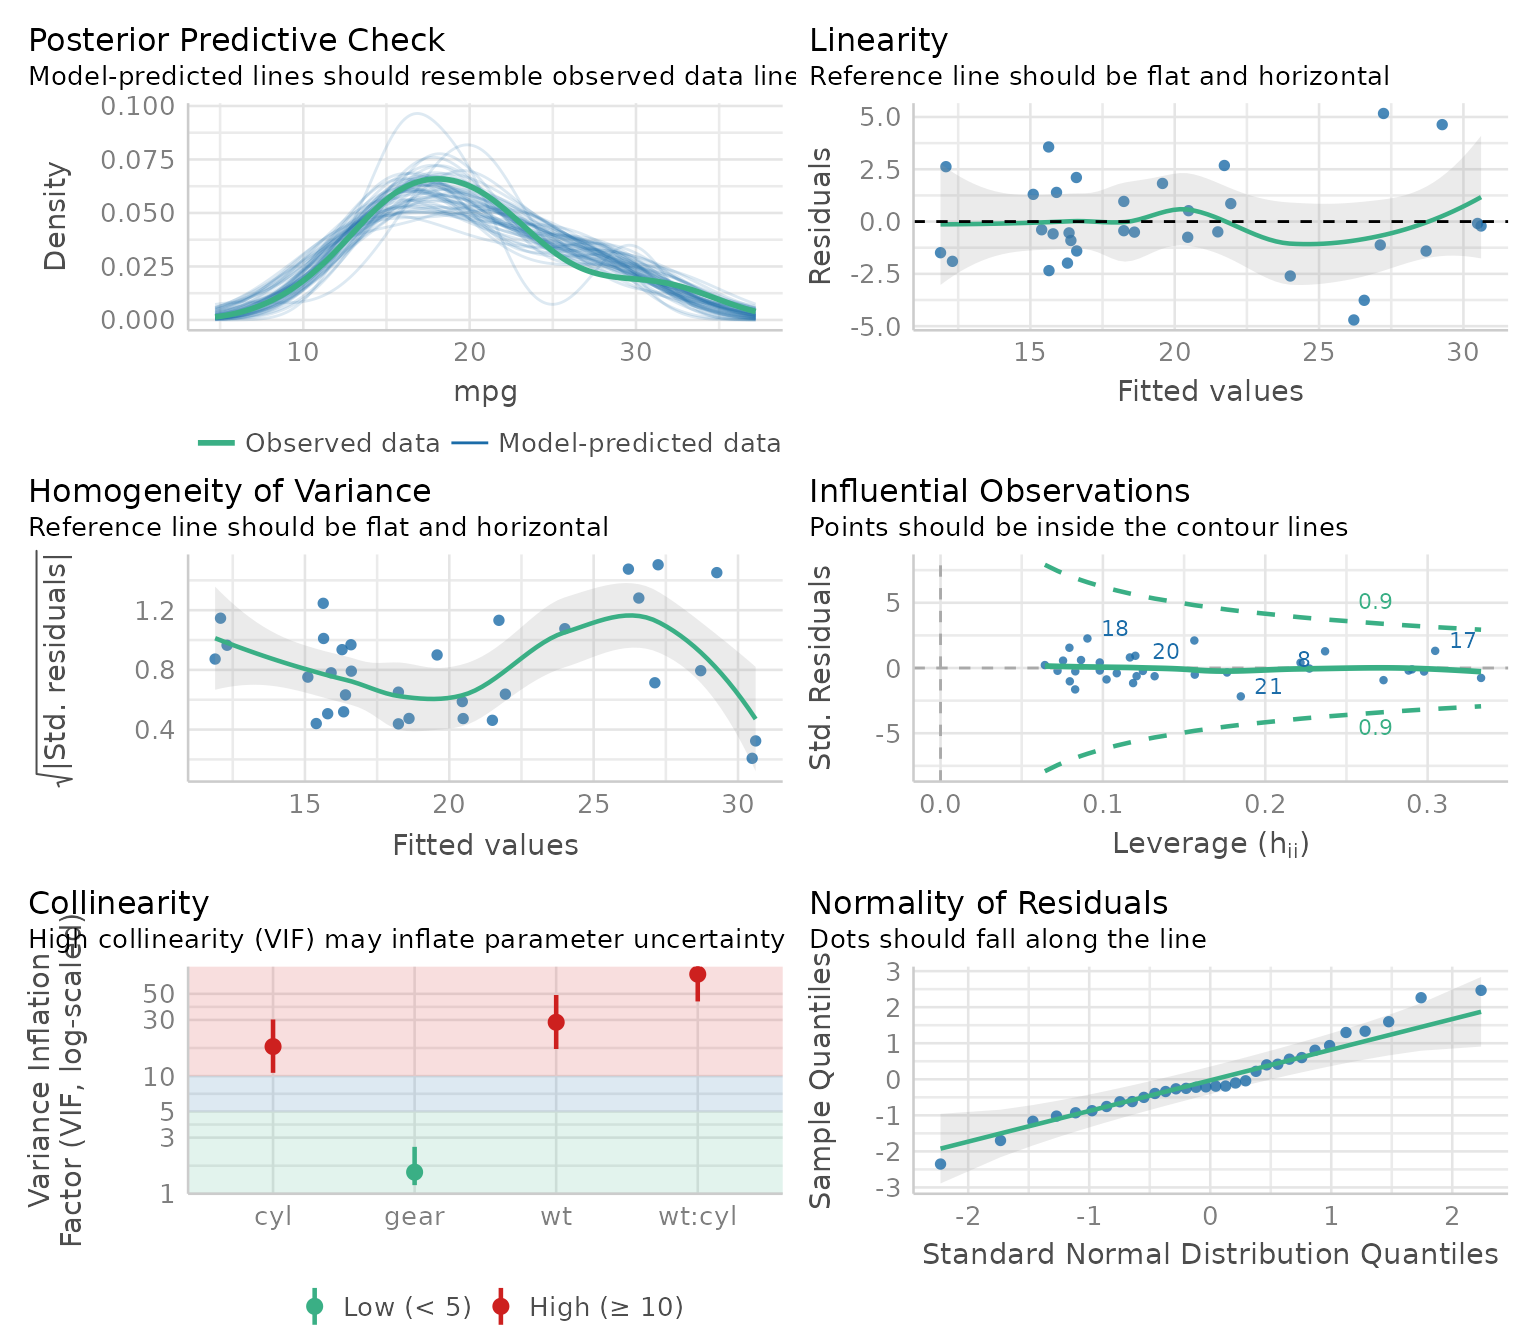 Posterior Predictive Check
Model-predicted lines should resemble observed data line
0.100
0.075
0.050
0.025
0.000
Density
10 20 30
mpg
Observed data Model-predicted data
Linearity
Reference line should be flat and horizontal
5.0
2.5
0.0
-2.5
-5.0
Residuals
15 20 25 30
Fitted values
Homogeneity of Variance
Reference line should be flat and horizontal
1.2
0.8
0.4
√|Std. residuals|
15 20 25 30
Fitted values
Influential Observations
Points should be inside the contour lines
5
0
-5
Std. Residuals
0.9
18
17
20
8
21
0.9
0.0 0.1 0.2 0.3
Leverage (hii)
Collinearity
High collinearity (VIF) may inflate parameter uncertainty
50
30
10
5
3
1
Variance Inflation
Factor (VIF, log-scaled)
cyl gear wt wt:cyl
Low (< 5) High (≥ 10)
Normality of Residuals
Dots should fall along the line
3
2
1
0
-1
-2
-3
Sample Quantiles
-2 -1 0 1 2
Standard Normal Distribution Quantiles